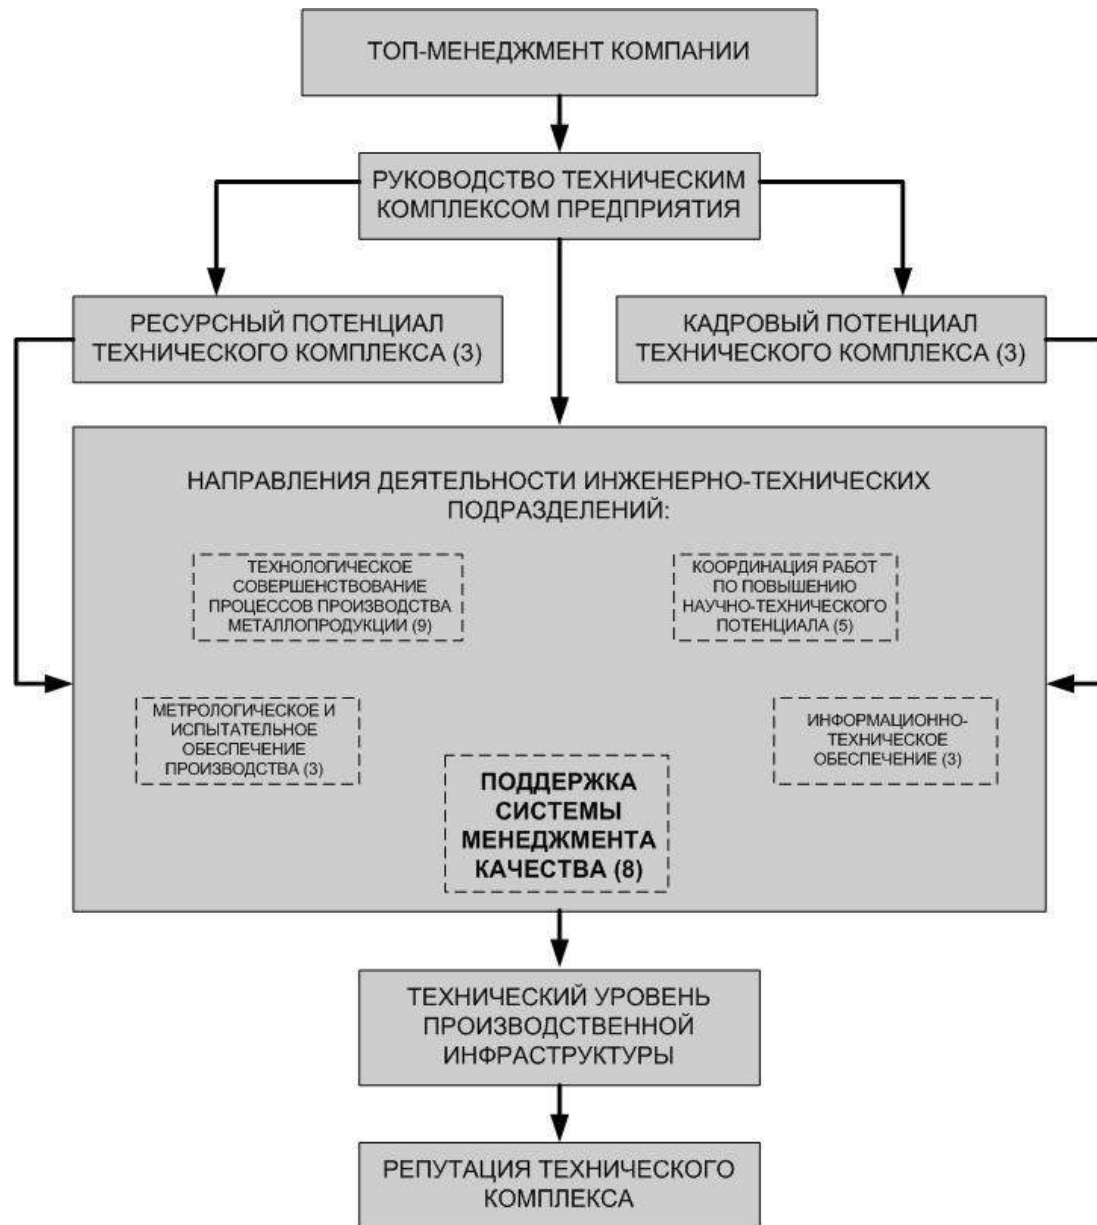 ТОП-МЕНЕДЖМЕНТ КОМПАНИИ
РУКОВОДСТВО ТЕХНИЧЕСКИМ
КОМПЛЕКСОМ ПРЕДПРИЯТИЯ
РЕСУРСНЫЙ ПОТЕНЦИАЛ
ТЕХНИЧЕСКОГО КОМПЛЕКСА (3)
КАДРОВЫЙ ПОТЕНЦИАЛ
ТЕХНИЧЕСКОГО КОМПЛЕКСА (3)
НАПРАВЛЕНИЯ ДЕЯТЕЛЬНОСТИ ИНЖЕНЕРНО-ТЕХНИЧЕСКИХ
ПОДРАЗДЕЛЕНИЙ:
ТЕХНОЛОГИЧЕСКОЕ
СОВЕРШЕНСТВОВАНИЕ
ПРОЦЕССОВ ПРОИЗВОДСТВА
МЕТАЛЛОПРОДУКЦИИ (9)
КООРДИНАЦИЯ РАБОТ
ПО ПОВЫШЕНИЮ
НАУЧНО-ТЕХНИЧЕСКОГО
ПОТЕНЦИАЛА (5)
МЕТРОЛОГИЧЕСКОЕ И
ИСПЫТАТЕЛЬНОЕ
ОБЕСПЕЧЕНИЕ
ПРОИЗВОДСТВА (3)
ИНФОРМАЦИОННО-
ТЕХНИЧЕСКОЕ
ОБЕСПЕЧЕНИЕ (3)
ПОДДЕРЖКА
СИСТЕМЫ
МЕНЕДЖМЕНТА
КАЧЕСТВА (8)
ТЕХНИЧЕСКИЙ УРОВЕНЬ
ПРОИЗВОДСТВЕННОЙ
ИНФРАСТРУКТУРЫ
РЕПУТАЦИЯ ТЕХНИЧЕСКОГО
КОМПЛЕКСА